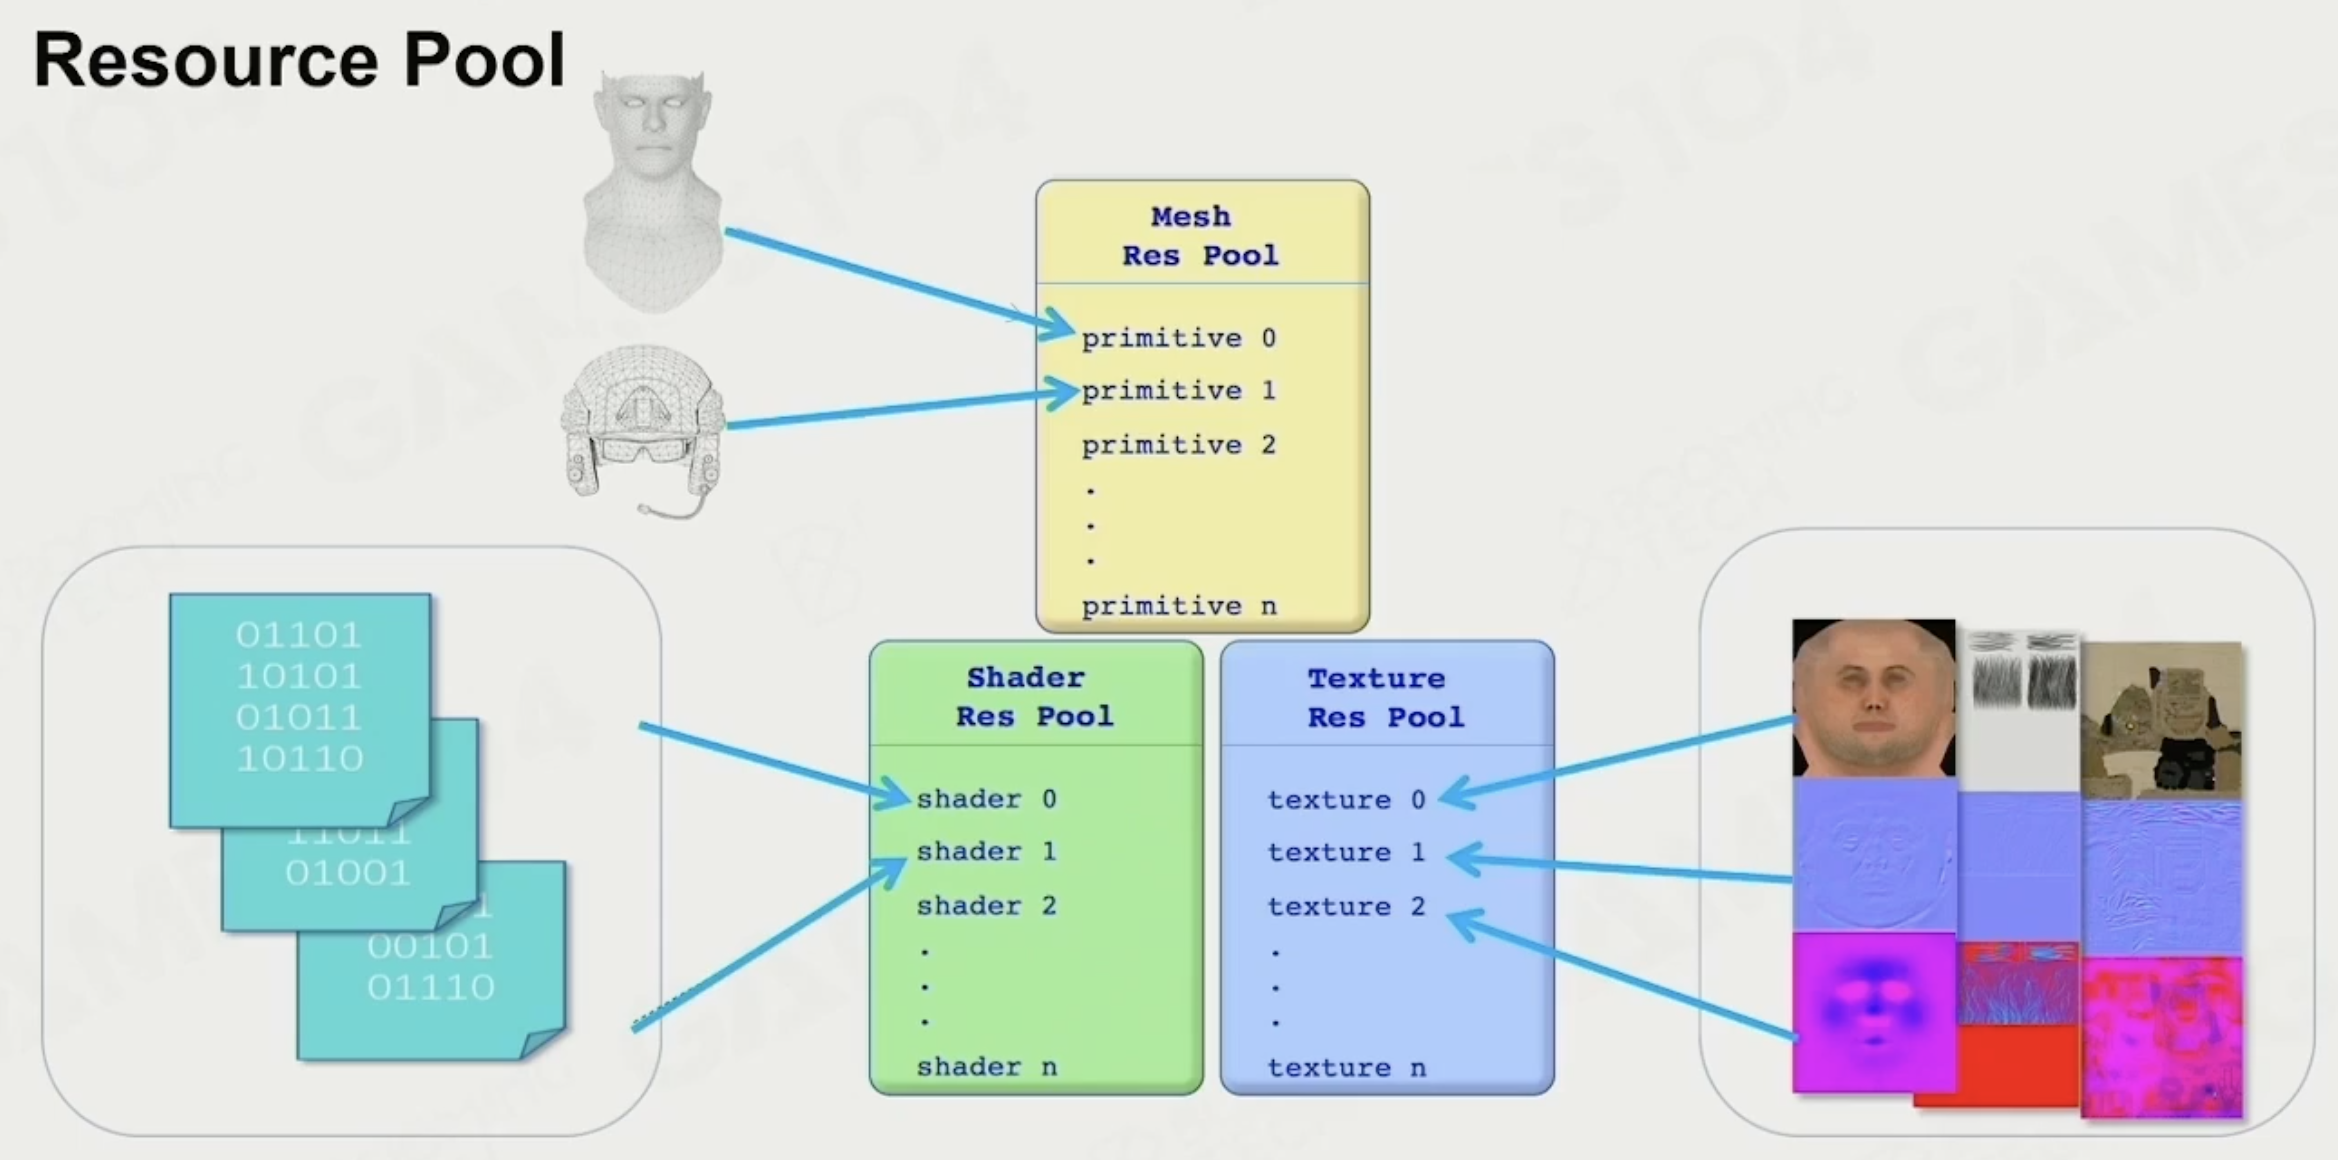 Resource Pool
Mesh
Res Pool
primitive 0
primitive 1
primitive 2
.
.
.
primitive n
01101
10101
01011
10110
11011
01001
1
00101
01110
Shader
Res Pool
shader 0
shader 1
shader 2
.
.
.
shader n
Texture
Res Pool
texture 0
texture 1
texture 2
.
.
.
texture n